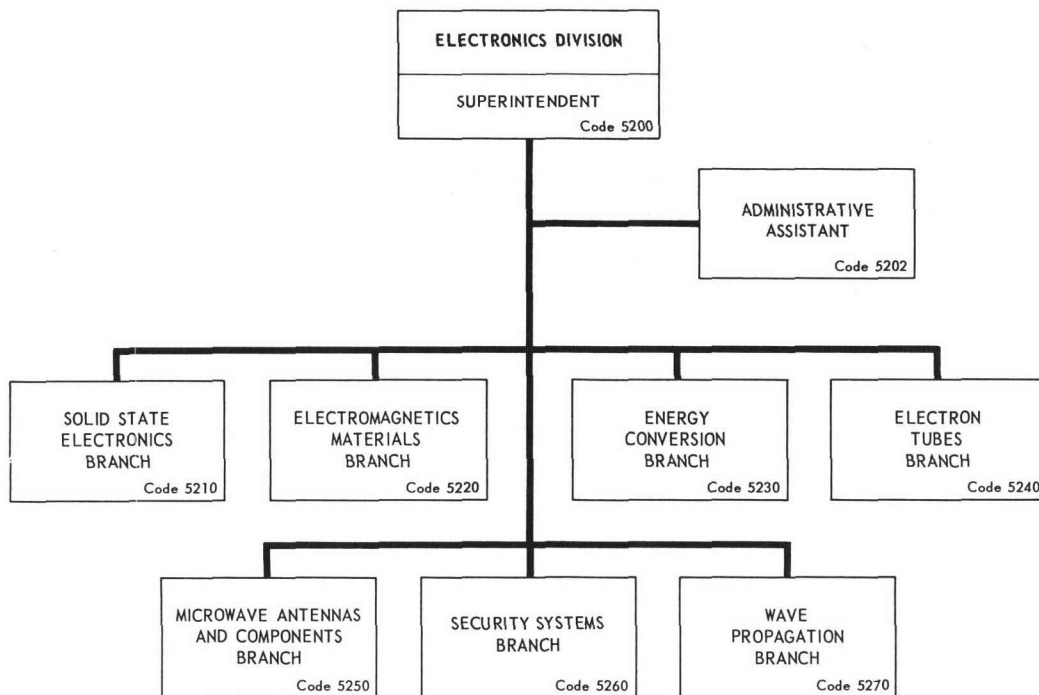 ELECTRONICS DIVISION
SUPERINTENDENT
Code 5200
ADMINISTRATIVE
ASSISTANT
Code 5202
SOLID STATE
ELECTRONICS
BRANCH
Code 5210
ELECTROMAGNETICS
MATERIALS
BRANCH
Code 5220
ENERGY
CONVERSION
BRANCH
Code 5230
ELECTRON
TUBES
BRANCH
Code 5240
MICROWAVE ANTENNAS
AND COMPONENTS
BRANCH
Code 5250
SECURITY SYSTEMS
BRANCH
Code 5260
WAVE
PROPAGATION
BRANCH
Code 5270